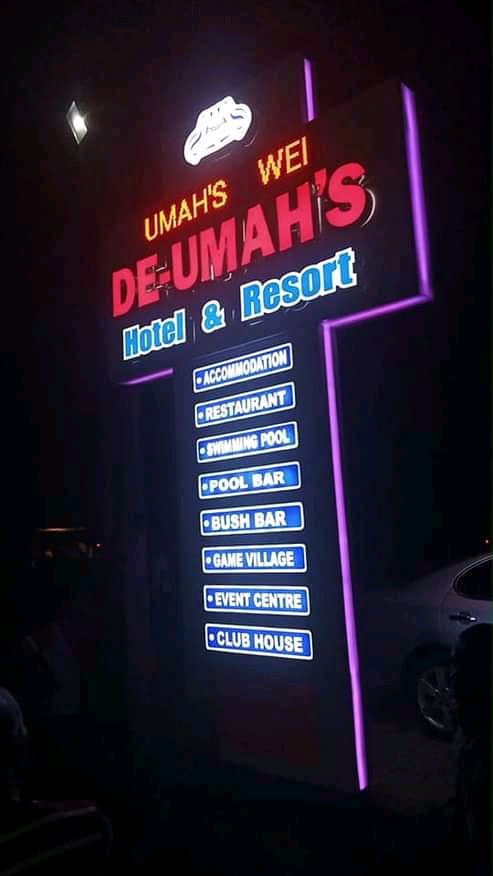 UMAH'S WEI
DE-UMAH'S
Hotel & Resort
• ACCOMMODATION
• RESTAURANT
• SWIMMING POOL
• POOL BAR
• BUSH BAR
• GAME VILLAGE
• EVENT CENTRE
• CLUB HOUSE